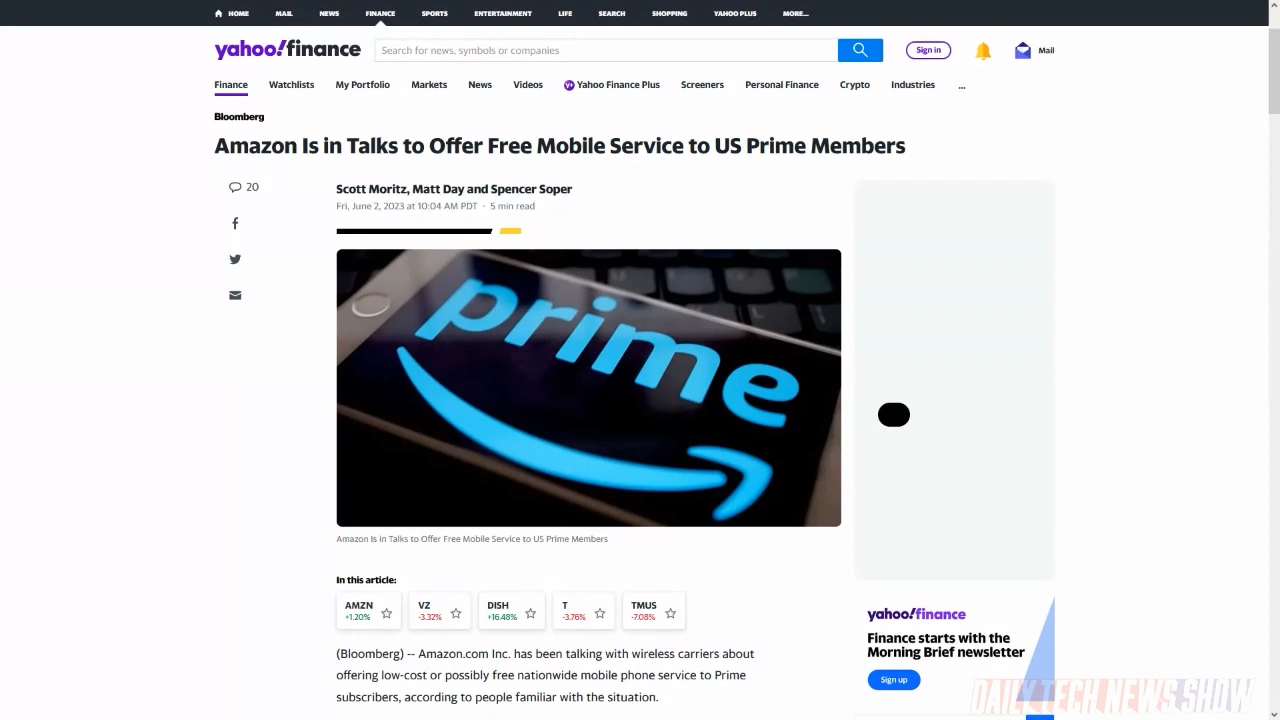 HOME MAIL NEWS FINANCE SPORTS ENTERTAINMENT LIFE SEARCH SHOPPING YAHOO PLUS MORE...
yahoo!finance
Search for news, symbols or companies
Sign in
Mail
Finance Watchlists My Portfolio Markets News Videos Y+ Yahoo Finance Plus Screeners Personal Finance Crypto Industries ...
Bloomberg
Amazon Is in Talks to Offer Free Mobile Service to US Prime Members
20
Scott Moritz, Matt Day and Spencer Soper
Fri, June 2, 2023 at 10:04 AM PDT · 5 min read
prime
Amazon Is in Talks to Offer Free Mobile Service to US Prime Members
In this article:
AMZN VZ DISH T TMUS
+1.20% -3.32% +16.48% -3.76% -7.08%
(Bloomberg) -- Amazon.com Inc. has been talking with wireless carriers about
offering low-cost or possibly free nationwide mobile phone service to Prime
subscribers, according to people familiar with the situation.
yahoo!finance
Finance starts with the
Morning Brief newsletter
Sign up
DAILY TECH NEWS SHOW